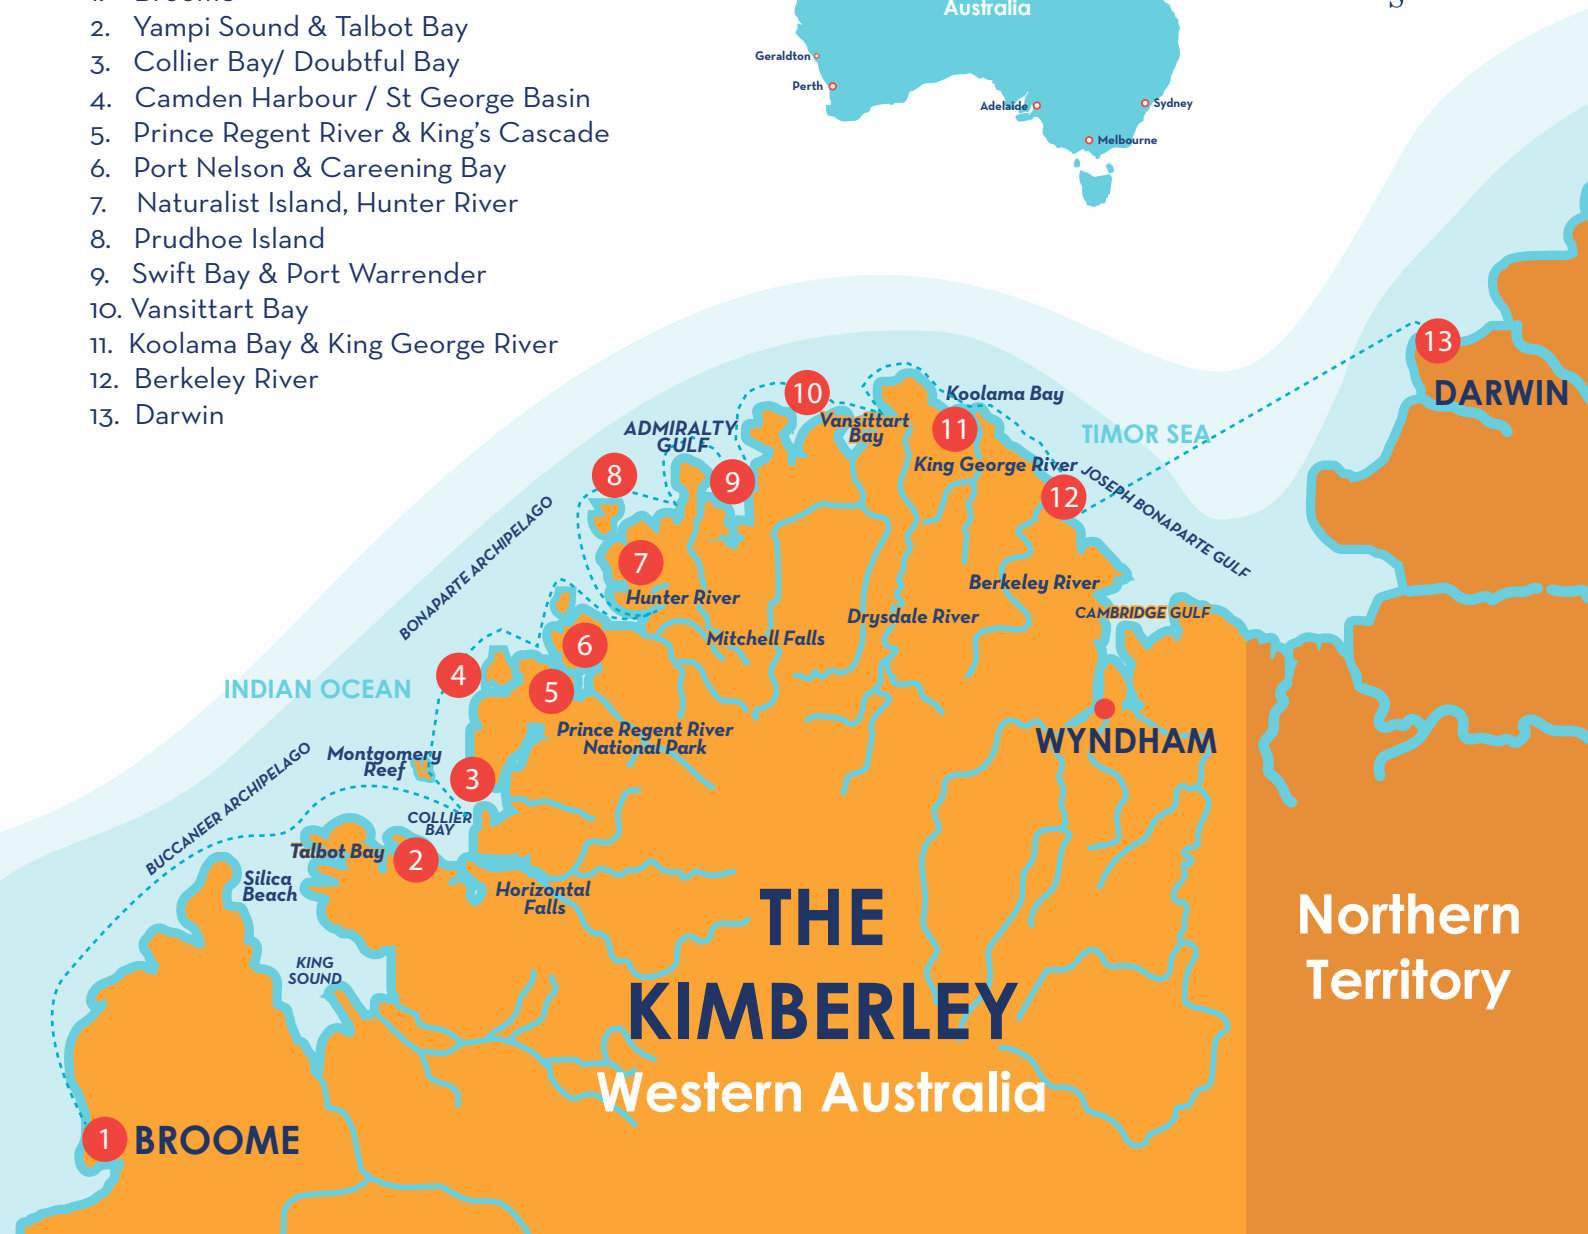 2. Yampi Sound & Talbot Bay
3. Collier Bay/ Doubtful Bay
4. Camden Harbour / St George Basin
5. Prince Regent River & King's Cascade
6. Port Nelson & Careening Bay
7. Naturalist Island, Hunter River
8. Prudhoe Island
9. Swift Bay & Port Warrender
10. Vansittart Bay
11. Koolama Bay & King George River
12. Berkeley River
13. Darwin
Australia
Geraldton
Perth
Adelaide
Sydney
Melbourne
13
DARWIN
10
Koolama Bay
Vansittart
Bay
11
ADMIRALTY
GULF
TIMOR SEA
King George River
8
9
12
JOSEPH BONAPARTE GULF
BONAPARTE ARCHIPELAGO
7
Hunter River
Berkeley River
CAMBRIDGE GULF
Drysdale River
Mitchell Falls
6
4
5
INDIAN OCEAN
Prince Regent River
National Park
WYNDHAM
Montgomery
Reef
3
BUCCANEER ARCHIPELAGO
COLLIER
BAY
Talbot Bay
2
Silica
Beach
Horizontal
Falls
KING
SOUND
THE
KIMBERLEY
Western Australia
Northern
Territory
1
BROOME